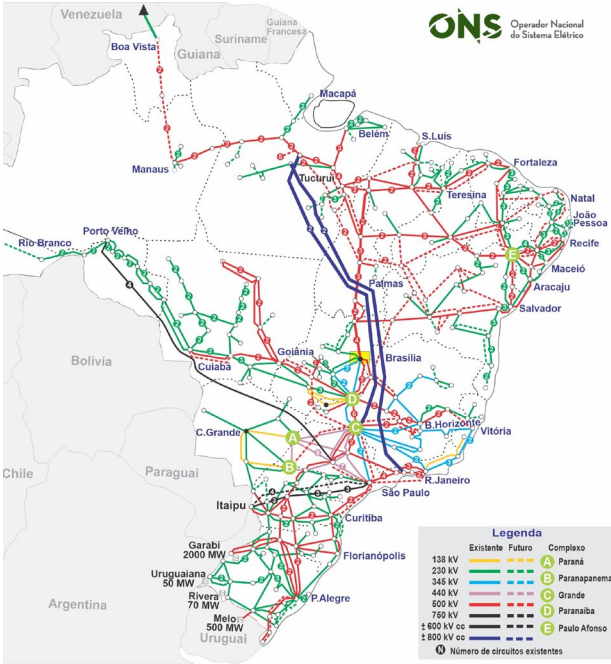 Venezuela
ONS
Operador Nacional
do Sistema Elétrico
Guiana
Francesa
Suriname
Boa Vista
Guiana
Macapá
Belém
S.Luis
Fortaleza
Manaus
Tucuruí
Teresina
Natal
João
Pessoa
Porto Velho
Recife
Rio Branco
E
Maceió
Palmas
Aracaju
Salvador
Bolivia
Goiânia
Brasília
Cuiabá
D
C.Grande
A
C
B.Horizonte
Vitória
B
Chile
Paraguai
R.Janeiro
São Paulo
Itaipu
Curitiba
Garabi
2000 MW
Florianópolis
Uruguaiana
50 MW
Rivera
70 MW
P.Alegre
Argentina
Melo
500 MW
Uruguai
Legenda
Existente Futuro Complexo
138 kV A Paraná
230 kV B Paranapanema
345 kV
440 kV C Grande
500 kV D Paranaíba
750 kV
± 600 kV cc E Paulo Afonso
± 800 kV cc
N Número de circuitos existentes